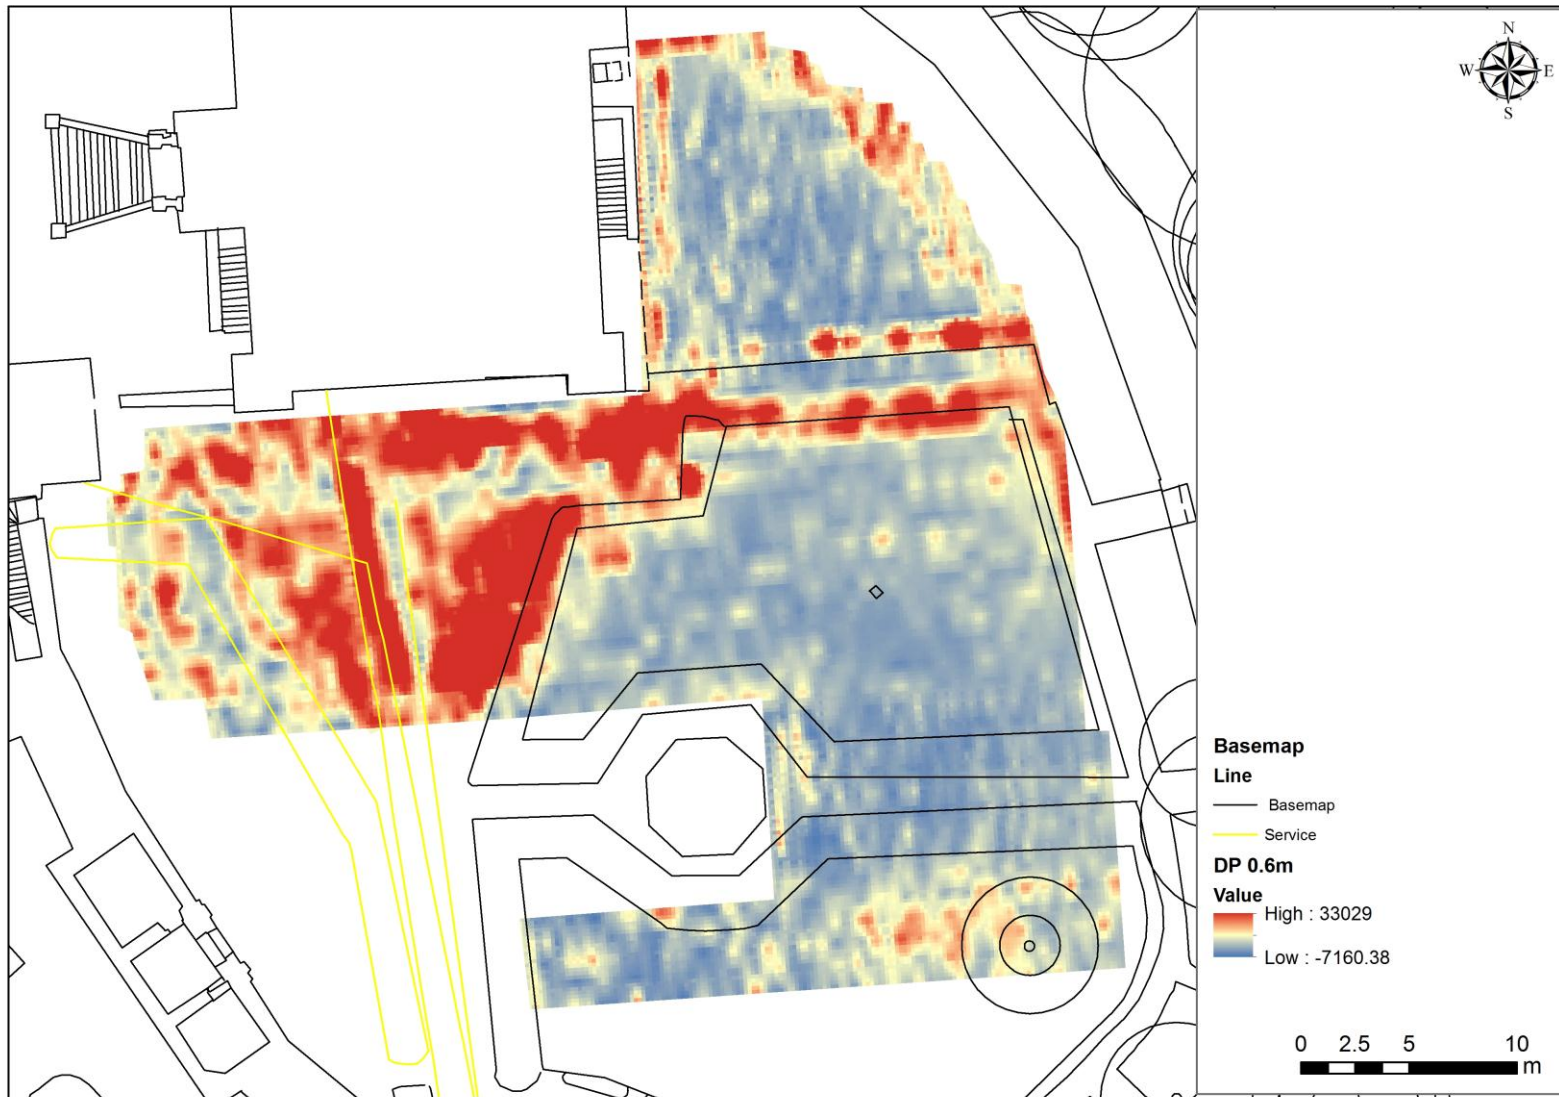 N
W E
S
Basemap
Line
Basemap
Service
DP 0.6m
Value
High : 33029
Low : -7160.38
0 2.5 5 10
m